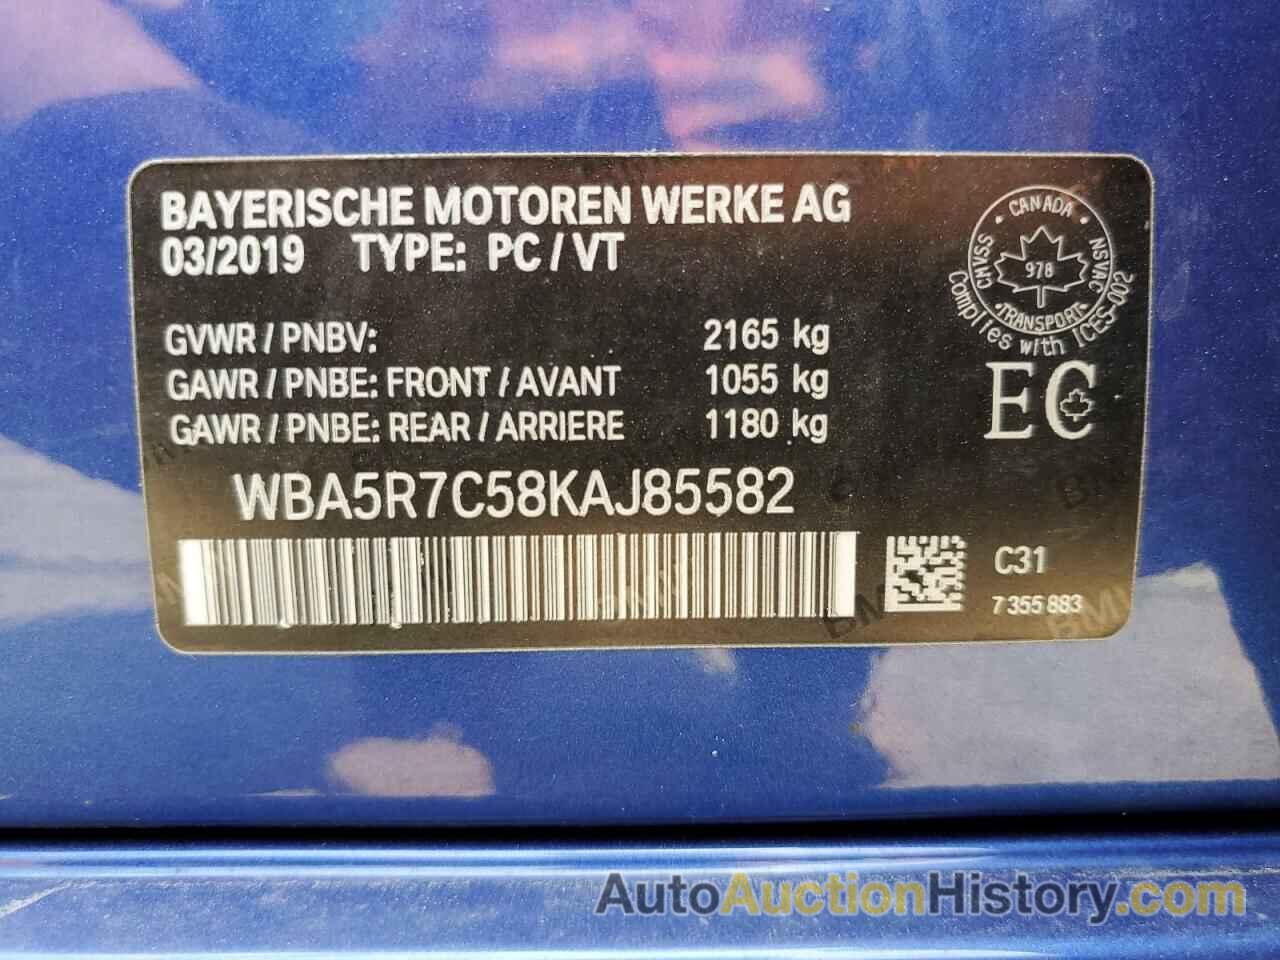 BAYERISCHE MOTOREN WERKE AG
03/2019 TYPE: PC / VT
GVWR / PNBV: 2165 kg
GAWR / PNBE: FRONT / AVANT 1055 kg
GAWR / PNBE: REAR / ARRIERE 1180 kg
WBA5R7C58KAJ85582
CANADA
CMVSS
NSVAC
978
TRANSPORT
Complies with ICES-002
EC
C31
7 355 883
AutoAuctionHistory.com